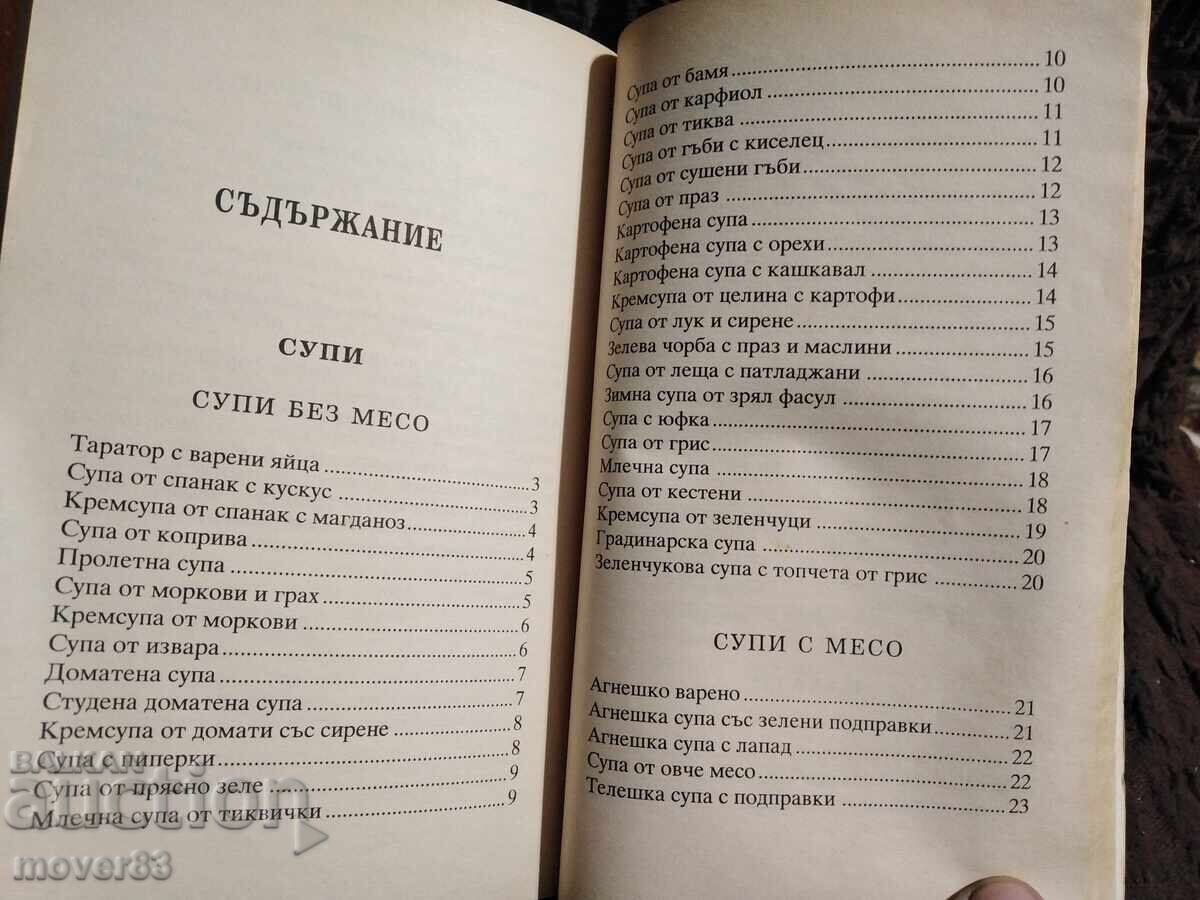 СЪДЪРЖАНИЕ
СУПИ
СУПИ БЕЗ МЕСО
Таратор с варени яйца ........ 3
Супа от спанак с кускус ........ 3
Кремсупа от спанак с магданоз ........ 4
Супа от коприва ........ 4
Пролетна супа ........ 5
Супа от моркови и грах ........ 5
Кремсупа от моркови ........ 6
Супа от извара ........ 6
Доматена супа ........ 7
Студена доматена супа ........ 7
Кремсупа от домати със сирене ........ 8
Супа с пиперки ........ 8
Супа от прясно зеле ........ 9
Млечна супа от тиквички ........ 9
Супа от бамя ........ 10
Супа от карфиол ........ 10
Супа от тиква ........ 11
Супа от гъби с киселец ........ 11
Супа от сушени гъби ........ 12
Супа от праз ........ 12
Картофена супа ........ 13
Картофена супа с орехи ........ 13
Картофена супа с кашкавал ........ 14
Кремсупа от целина с картофи ........ 14
Супа от лук и сирене ........ 15
Зелева чорба с праз и маслини ........ 15
Супа от леща с патладжани ........ 16
Зимна супа от зрял фасул ........ 16
Супа с юфка ........ 17
Супа от грис ........ 17
Млечна супа ........ 18
Супа от кестени ........ 18
Кремсупа от зеленчуци ........ 19
Градинарска супа ........ 20
Зеленчукова супа с топчета от грис ........ 20
СУПИ С МЕСО
Агнешко варено ........ 21
Агнешка супа със зелени подправки ........ 21
Агнешка супа с лапад ........ 22
Супа от овче месо ........ 22
Телешка супа с подправки ........ 23
BALKAN
auction
mover83